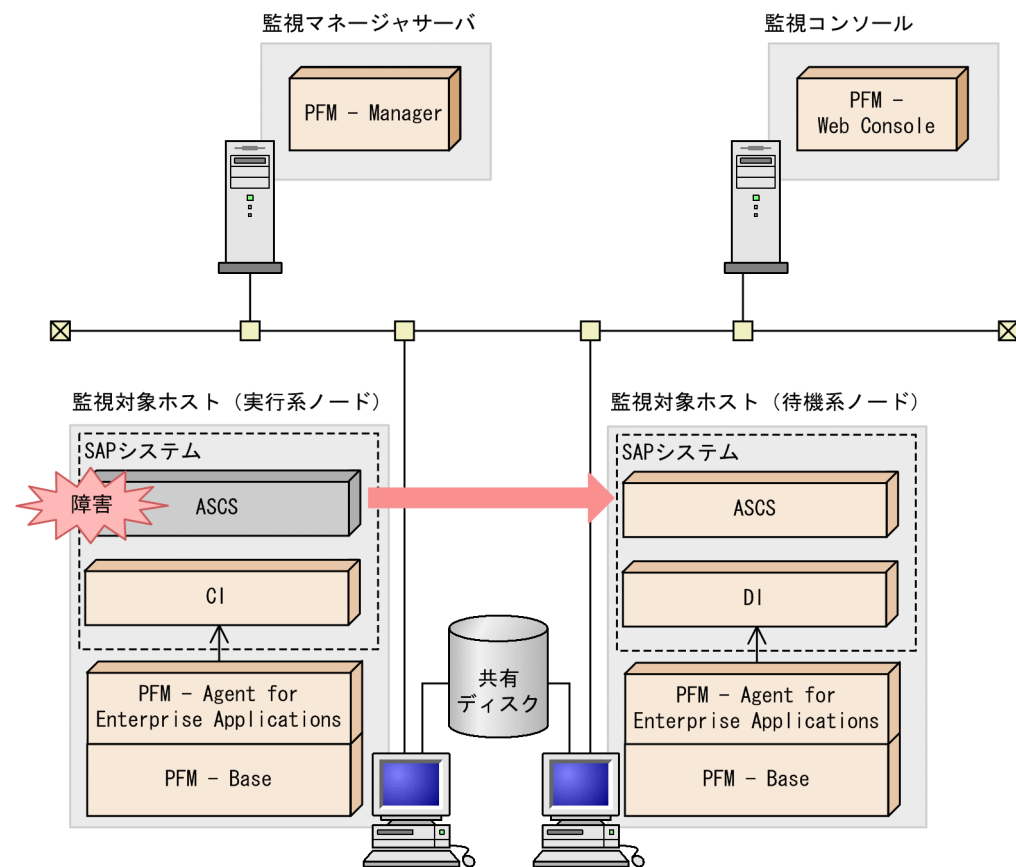 監視マネージャサーバ
監視コンソール
PFM − Manager
PFM −
Web Console
監視対象ホスト（実行系ノード）
監視対象ホスト（待機系ノード）
SAPシステム
SAPシステム
障害
ASCS
ASCS
CI
DI
共有
ディスク
PFM − Agent for
Enterprise Applications
PFM − Agent for
Enterprise Applications
PFM − Base
PFM − Base